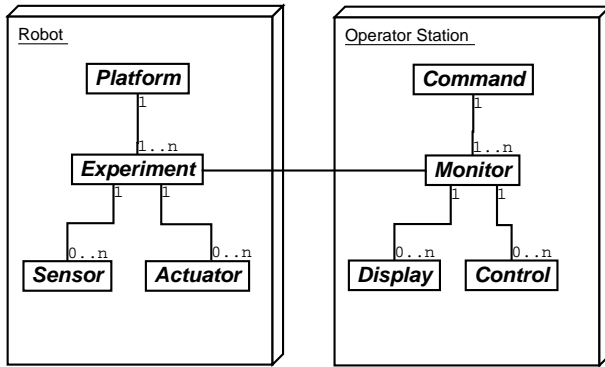 Robot
Platform
1
1..n
Experiment
1 1
0..n 0..n
Sensor Actuator
Operator Station
Command
1
1..n
Monitor
1 1
0..n 0..n
Display Control